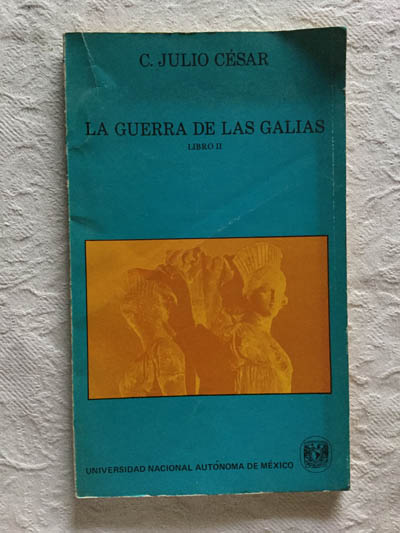 C. JULIO CÉSAR
LA GUERRA DE LAS GALIAS
LIBRO II
UNIVERSIDAD NACIONAL AUTÓNOMA DE MÉXICO